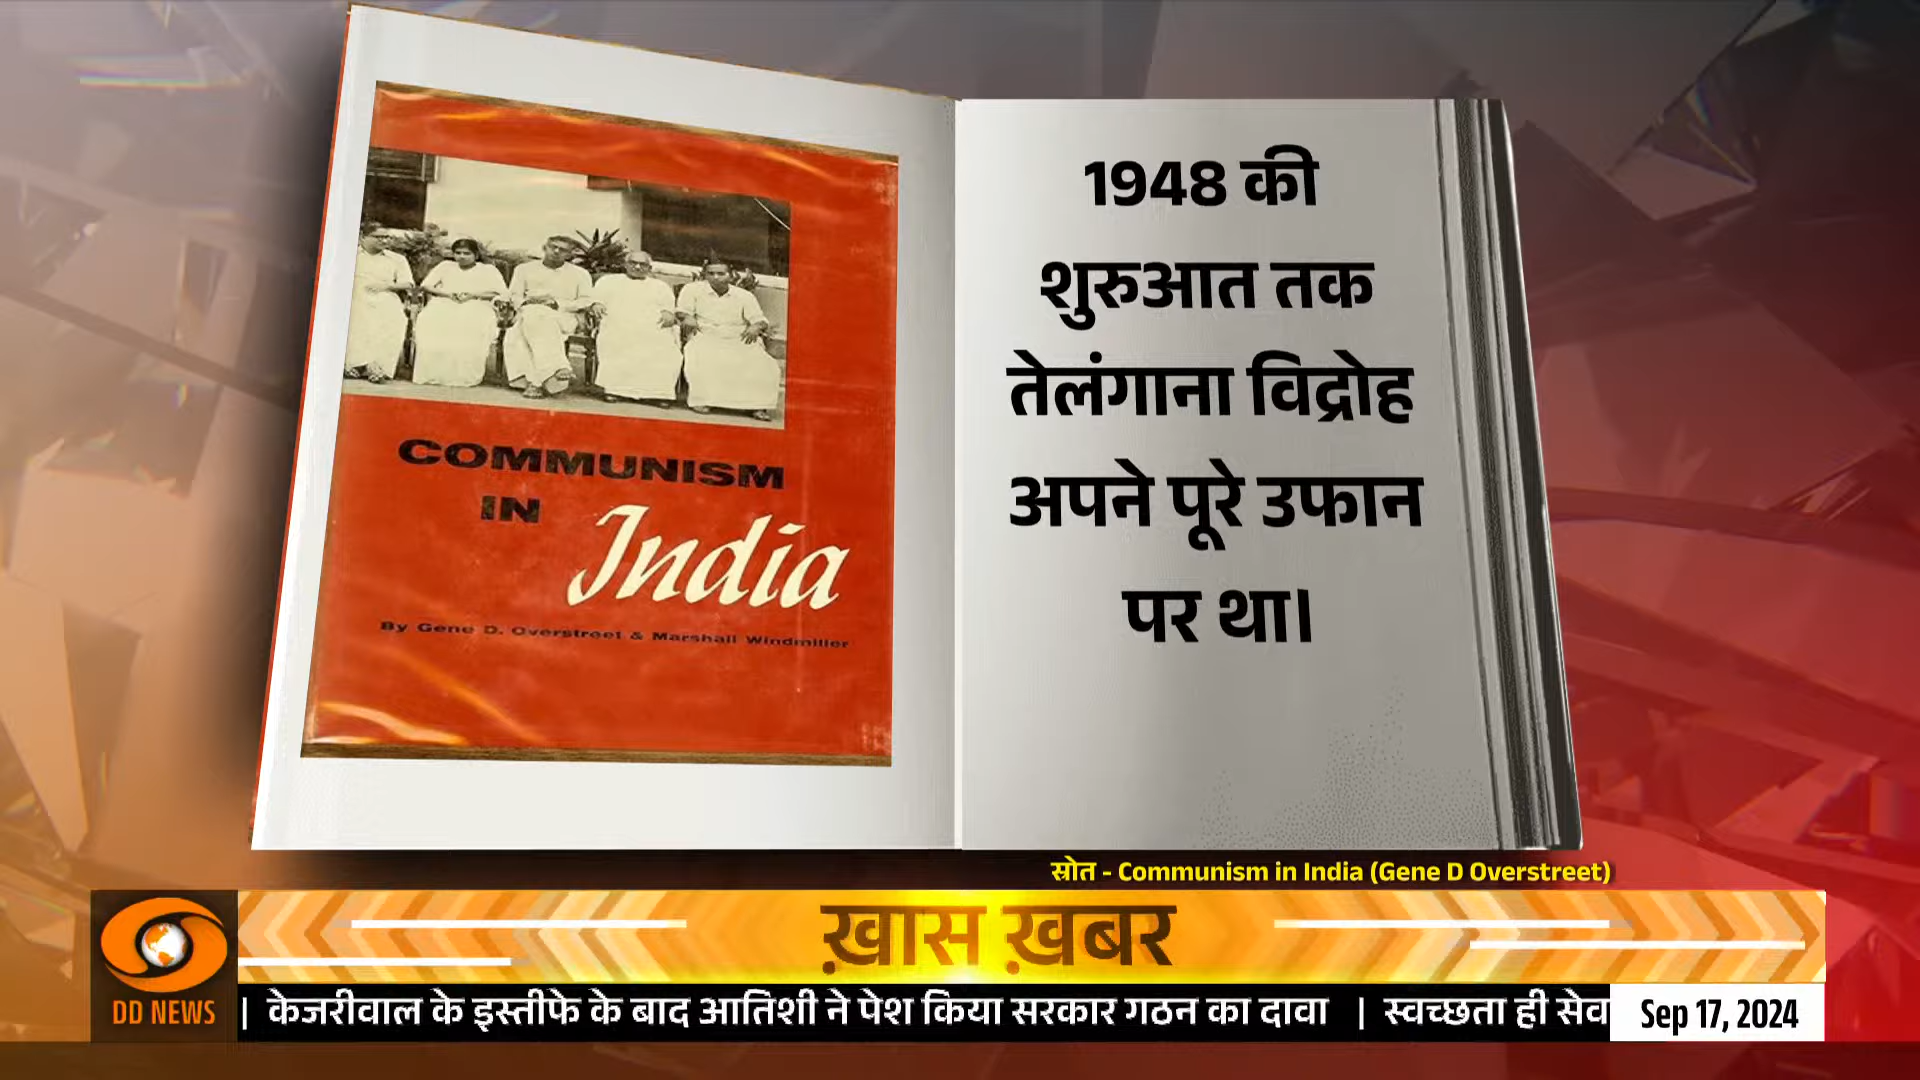 COMMUNISM
IN
India
By Gene D. Overstreet & Marshall Windmiller
1948 की
शुरुआत तक
तेलंगाना विद्रोह
अपने पूरे उफान
पर था।
स्रोत - Communism in India (Gene D Overstreet)
ख़ास ख़बर
DD NEWS
| केजरीवाल के इस्तीफे के बाद आतिशी ने पेश किया सरकार गठन का दावा | स्वच्छता ही सेव
Sep 17, 2024